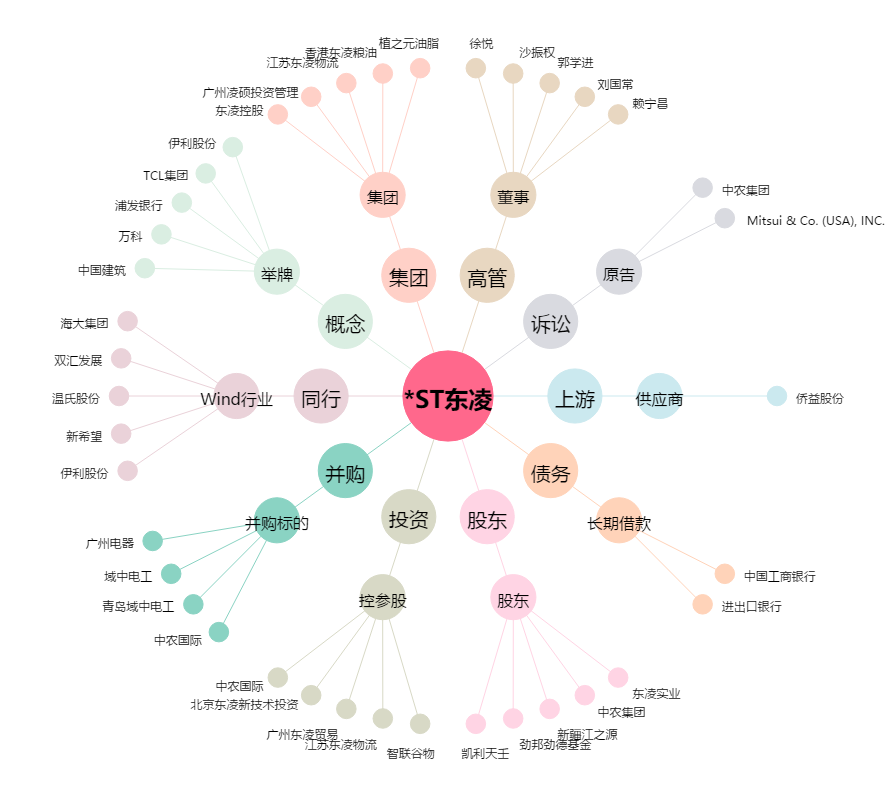 植之元油脂
香港东凌粮油
江苏东凌物流
广州凌硕投资管理
东凌控股
徐悦
沙振权
郭学进
刘国常
赖宁昌
伊利股份
TCL集团
浦发银行
万科
中国建筑
集团
董事
中农集团
Mitsui & Co. (USA), INC.
举牌
集团
高管
原告
概念
诉讼
海大集团
双汇发展
温氏股份
新希望
伊利股份
Wind行业
同行
*ST东凌
上游
供应商
侨益股份
并购
债务
并购标的
投资
股东
长期借款
广州电器
域中电工
青岛域中电工
中农国际
中国工商银行
进出口银行
控参股
股东
中农国际
北京东凌新技术投资
广州东凌贸易
江苏东凌物流
智联谷物
东凌实业
中农集团
新疆江之源
劲邦劲德基金
凯利天壬